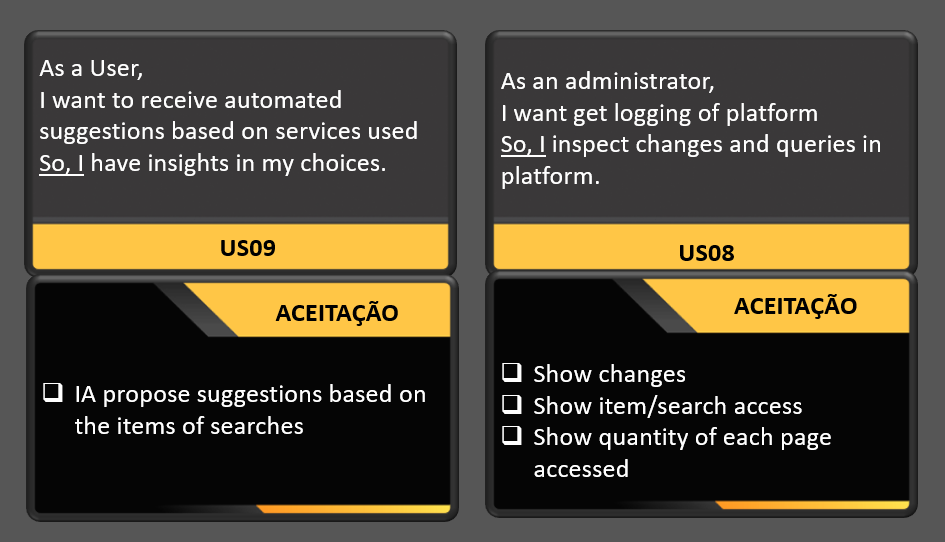 As a User,
I want to receive automated
suggestions based on services used
So, I have insights in my choices.
US09
ACEITAÇÃO
❑ IA propose suggestions based on
the items of searches
As an administrator,
I want get logging of platform
So, I inspect changes and queries in
platform.
US08
ACEITAÇÃO
❑ Show changes
❑ Show item/search access
❑ Show quantity of each page
accessed